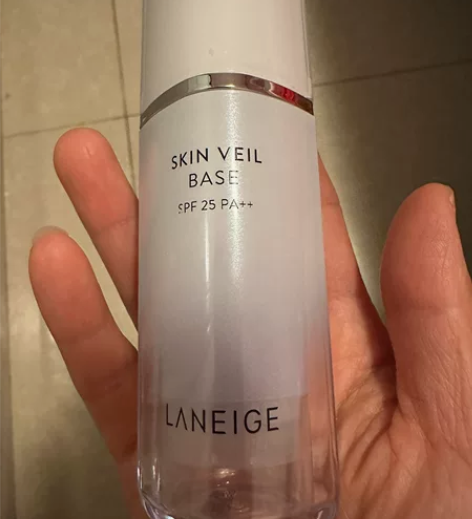 SKIN VEIL
BASE
SPF 25 PA++
LANEIGE